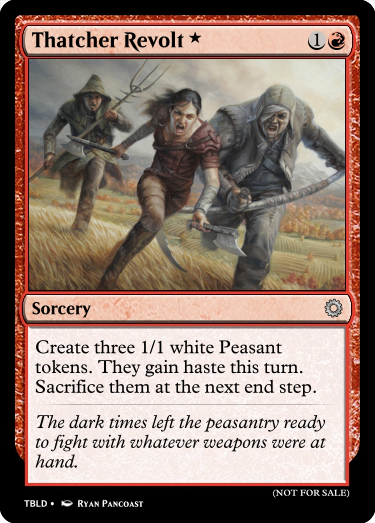 Thatcher Revolt ★ 1
Sorcery
Create three 1/1 white Peasant
tokens. They gain haste this turn.
Sacrifice them at the next end step.
The dark times left the peasantry ready
to fight with whatever weapons were at
hand.
(NOT FOR SALE)
TBLD • RYAN PANCOAST